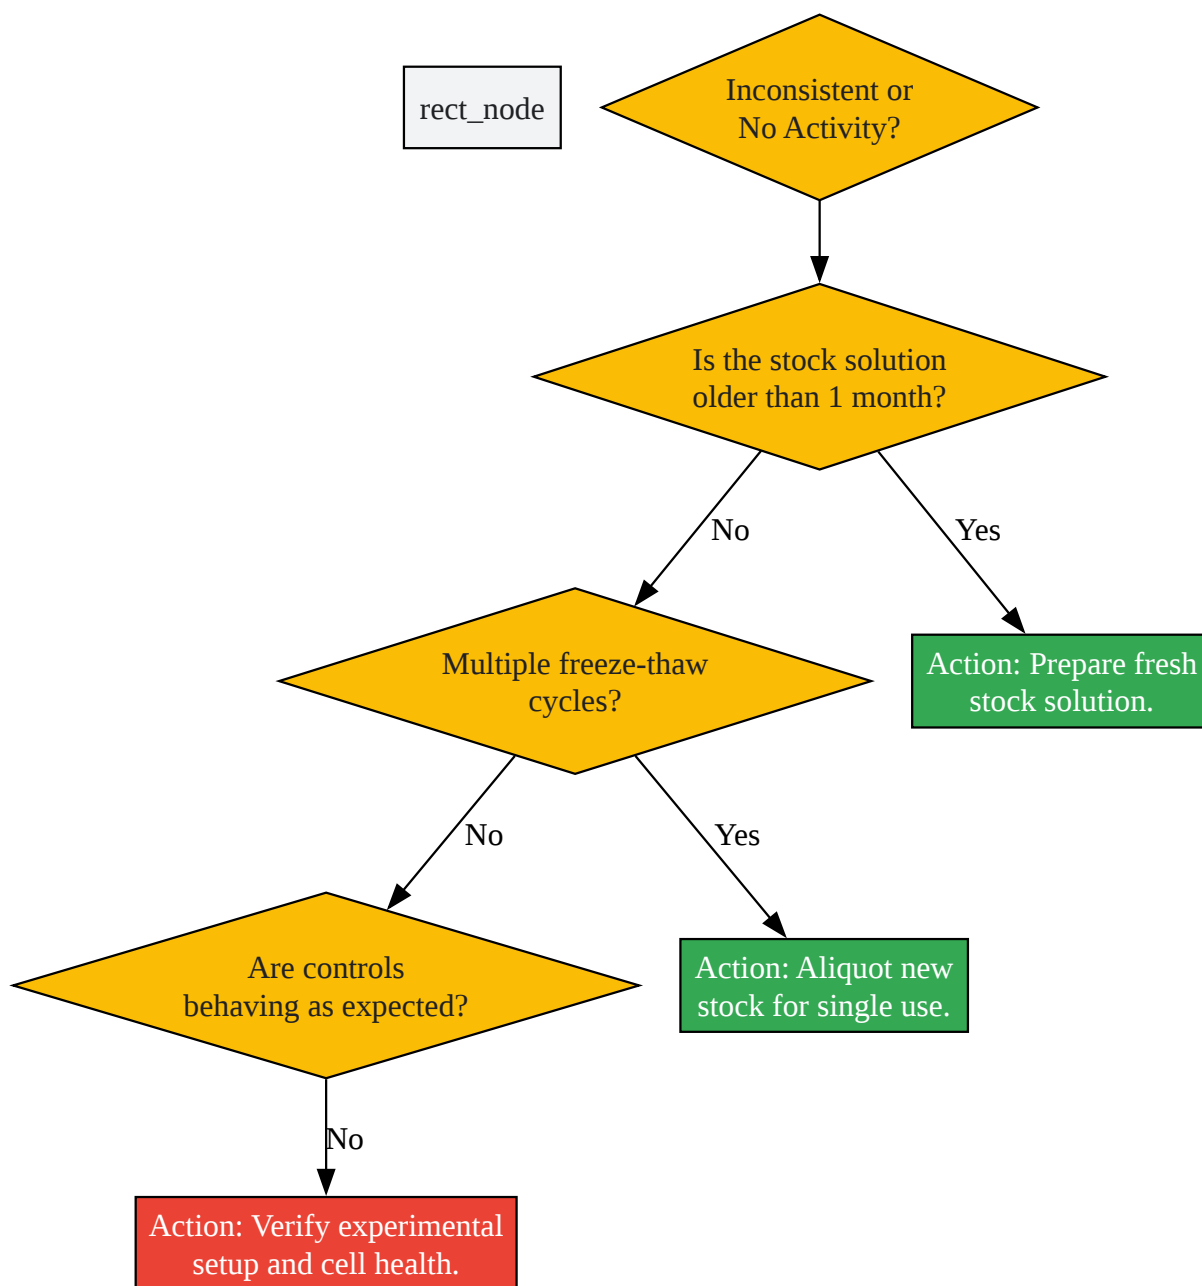 rect_node
Inconsistent or
No Activity?
Is the stock solution
older than 1 month?
No
Yes
Multiple freeze-thaw
cycles?
Action: Prepare fresh
stock solution.
No
Yes
Are controls
behaving as expected?
Action: Aliquot new
stock for single use.
No
Action: Verify experimental
setup and cell health.